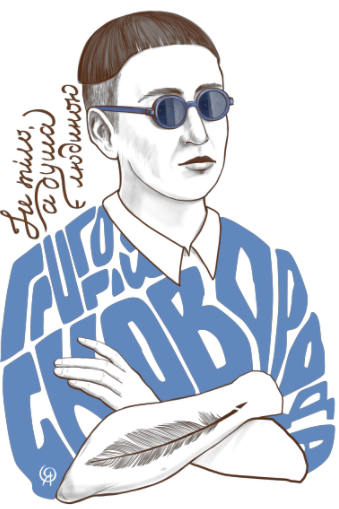 Не тіло,
а душа
є людиною
ГРИГОРІЙ
СКОВОРОДА